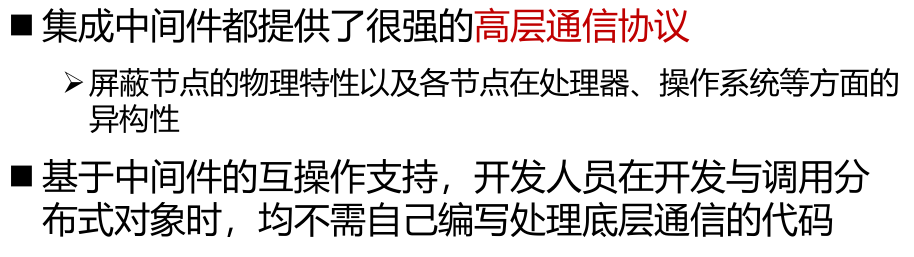 ■ 集成中间件都提供了很强的高层通信协议
➢ 屏蔽节点的物理特性以及各节点在处理器、操作系统等方面的
异构性
■ 基于中间件的互操作支持，开发人员在开发与调用分
布式对象时，均不需自己编写处理底层通信的代码